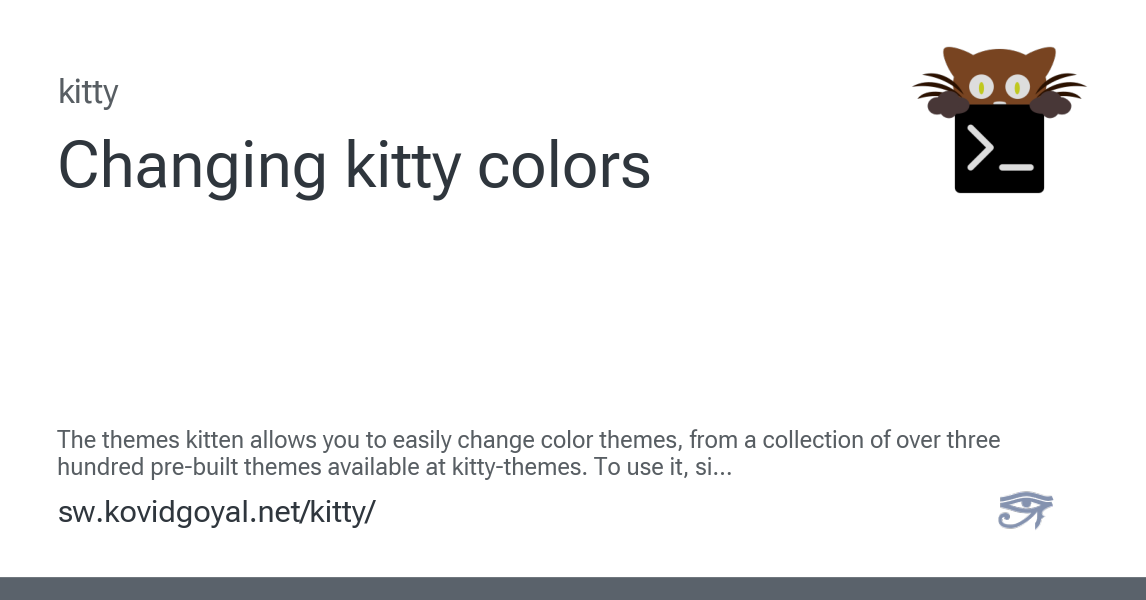 kitty
Changing kitty colors
>_
The themes kitten allows you to easily change color themes, from a collection of over three
hundred pre-built themes available at kitty-themes. To use it, si...
sw.kovidgoyal.net/kitty/